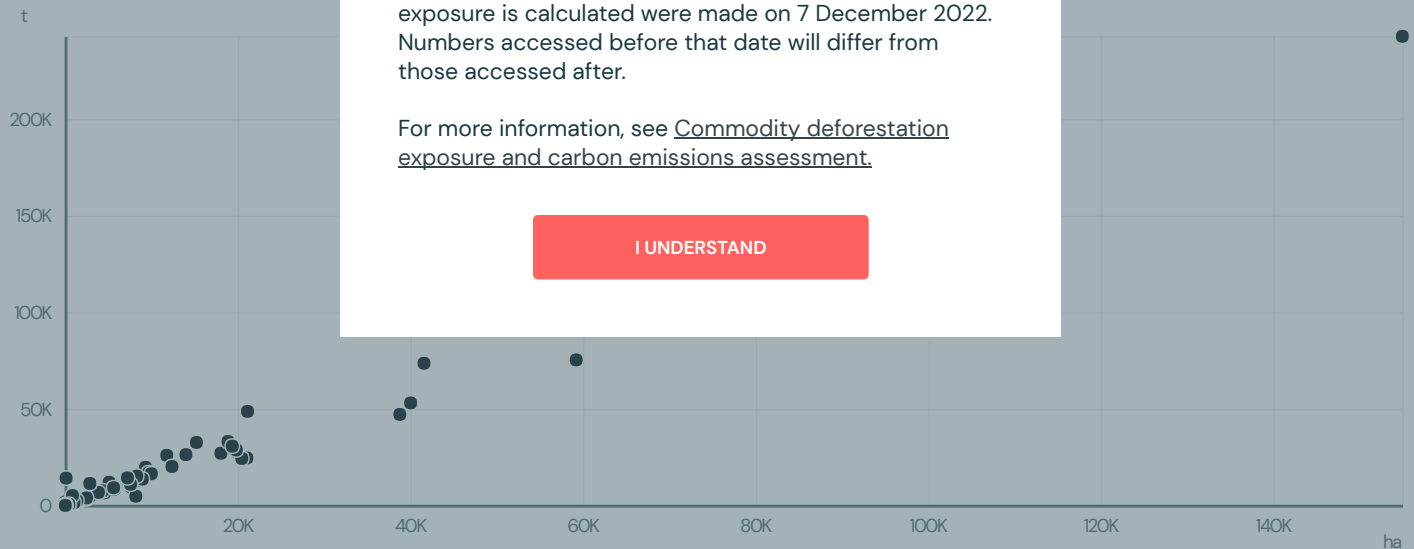 t
exposure is calculated were made on 7 December 2022.
Numbers accessed before that date will differ from
those accessed after.
200K
For more information, see Commodity deforestation
exposure and carbon emissions assessment.
150K
I UNDERSTAND
100K
50K
0
20K 40K 60K 80K 100K 120K 140K
ha